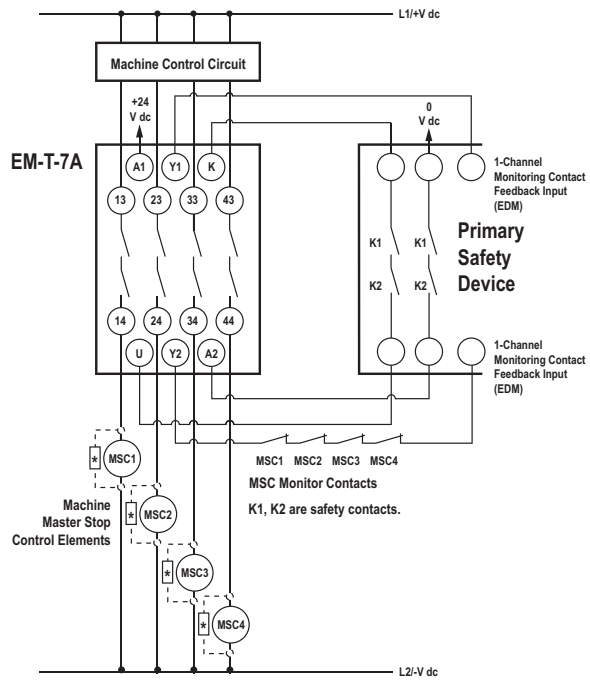 L1/+V dc
Machine Control Circuit
+24
V dc
0
V dc
EM-T-7A
A1 Y1 K
13 23 33 43
1-Channel
Monitoring Contact
Feedback Input
(EDM)
Primary
Safety
Device
K1 K1
K2 K2
14 24 34 44
U Y2 A2
1-Channel
Monitoring Contact
Feedback Input
(EDM)
MSC1 MSC2 MSC3 MSC4
MSC Monitor Contacts
K1, K2 are safety contacts.
* MSC1
Machine
Master Stop
Control Elements
* MSC2
* MSC3
* MSC4
L2/-V dc